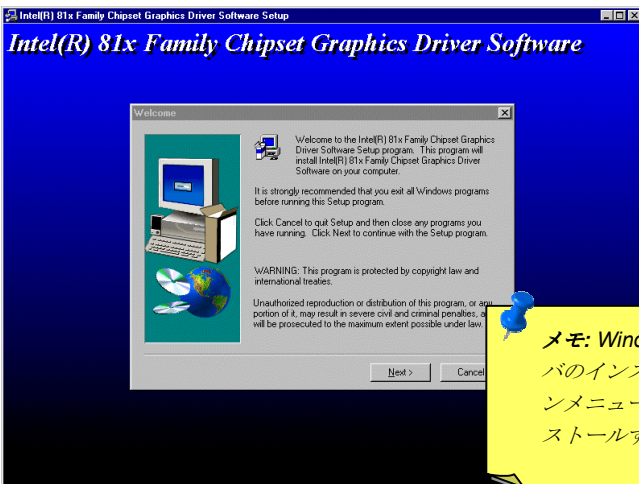 Intel(R) 81x Family Chipset Graphics Driver Software Setup
Intel(R) 81x Family Chipset Graphics Driver Software
Welcome
Welcome to the Intel(R) 81x Family Chipset Graphics
Driver Software Setup program. This program will
install Intel(R) 81x Family Chipset Graphics Driver
Software on your computer.
It is strongly recommended that you exit all Windows programs
before running this Setup program.
Click Cancel to quit Setup and then close any programs you
have running. Click Next to continue with the Setup program.
WARNING: This program is protected by copyright law and
international treaties.
Unauthorized reproduction or distribution of this program, or any
portion of it, may result in severe civil and criminal penalties,
will be prosecuted to the maximum extent possible under law.
Next >
Cancel
メモ: Wind
バのインス
ンメニュー
ストールす